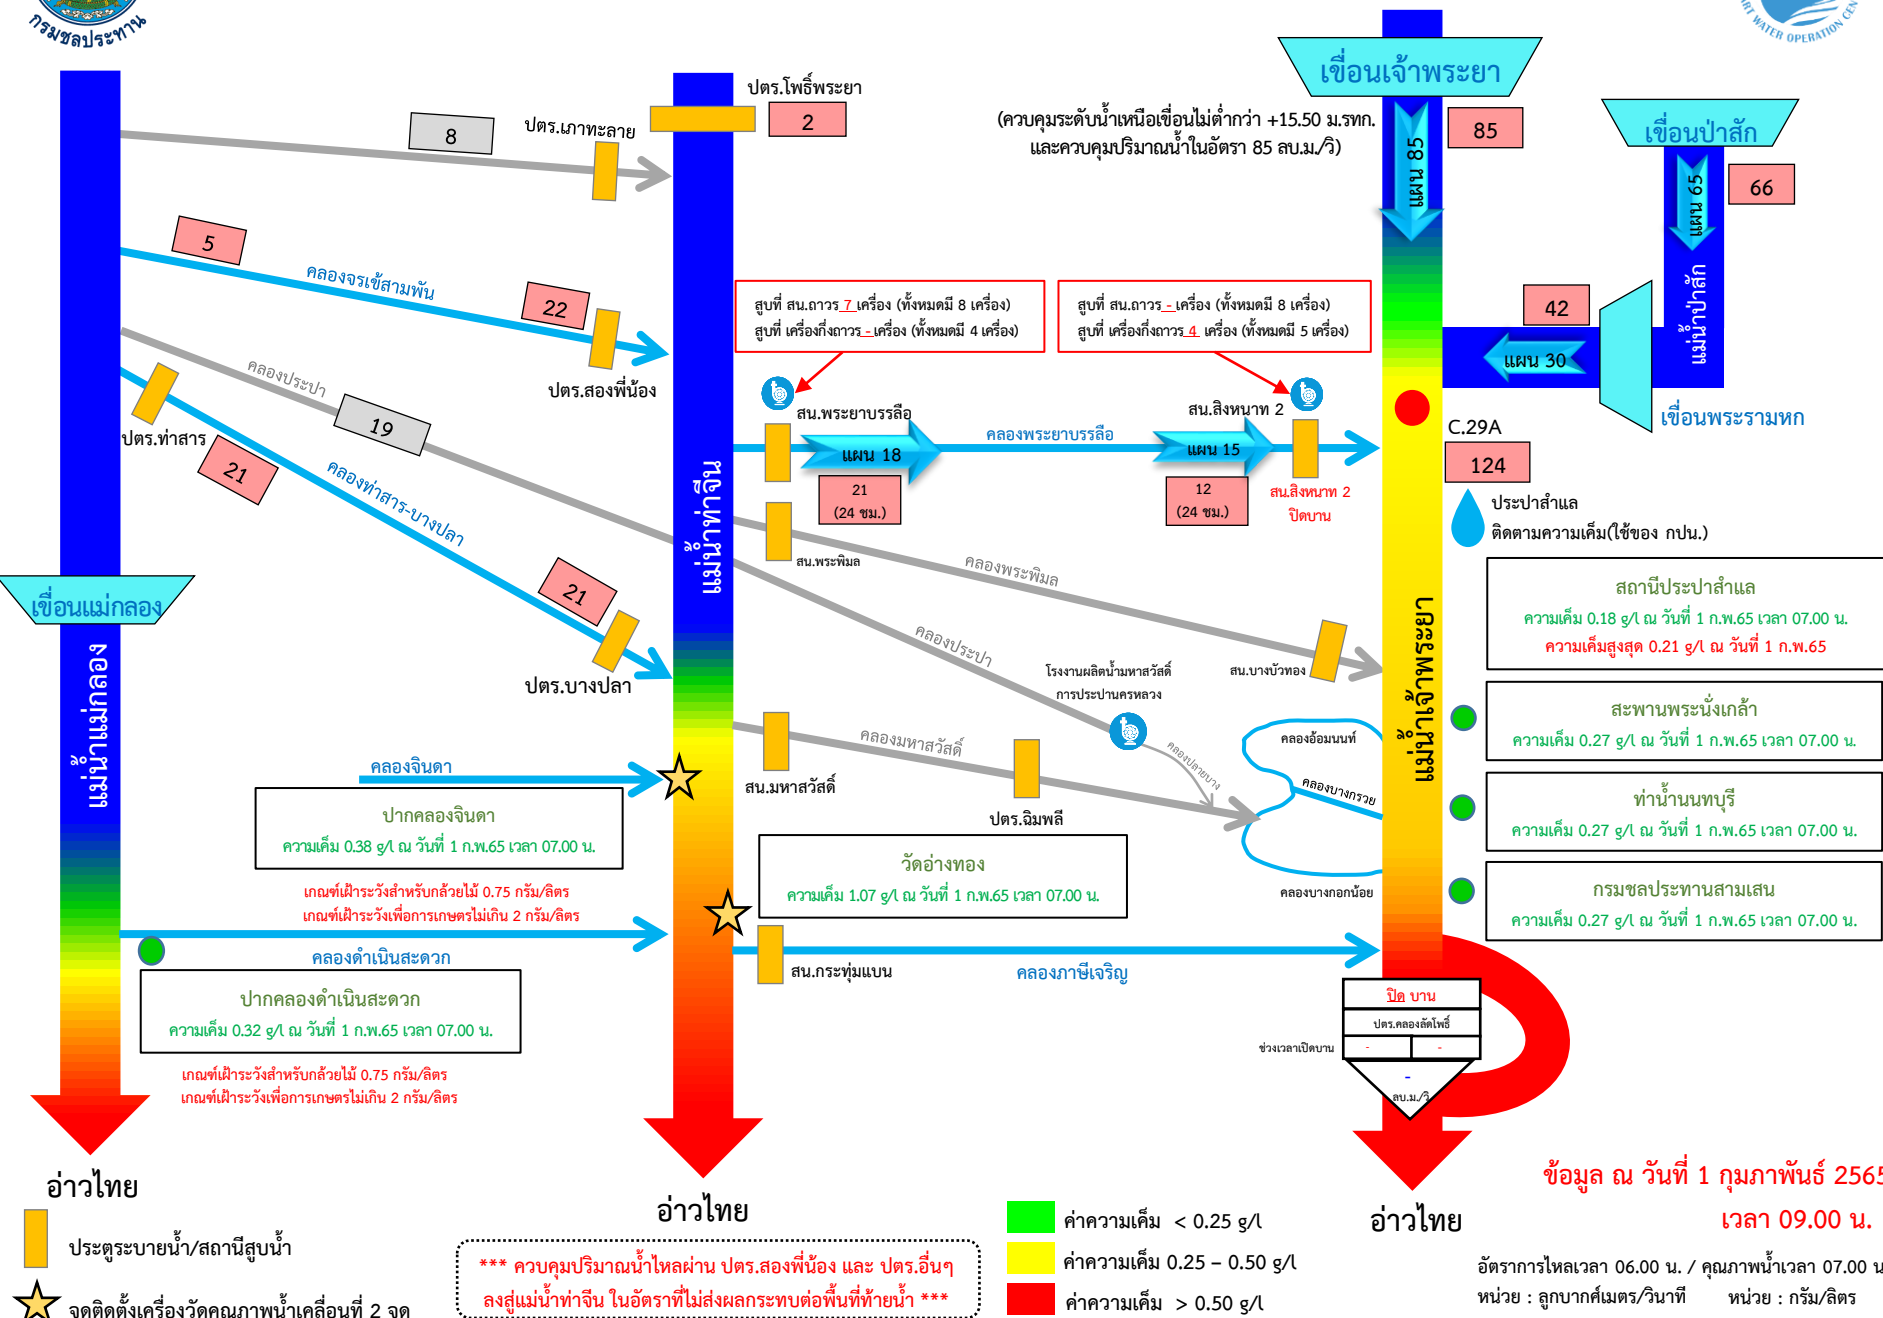 กรมชลประทาน
SMART WATER OPERATION CENTER
เขื่อนเจ้าพระยา
(ควบคุมระดับน้ำเหนือเขื่อนไม่ต่ำกว่า +15.50 ม.รทก.
และควบคุมปริมาณน้ำในอัตรา 85 ลบ.ม./วิ)
แผน 85
85
เขื่อนป่าสัก
แผน 65
66
แม่น้ำป่าสัก
42
แผน 30
เขื่อนพระรามหก
ปตร.โพธิ์พระยา
2
8
ปตร.เภาทะลาย
5
คลองจรเข้สามพัน
22
ปตร.สองพี่น้อง
คลองประปา
19
ปตร.ท่าสาร
21
คลองท่าสาร-บางปลา
21
ปตร.บางปลา
สูบที่ สน.ถาวร 7 เครื่อง (ทั้งหมดมี 8 เครื่อง)
สูบที่ เครื่องกึ่งถาวร - เครื่อง (ทั้งหมดมี 4 เครื่อง)
สูบที่ สน.ถาวร - เครื่อง (ทั้งหมดมี 8 เครื่อง)
สูบที่ เครื่องกึ่งถาวร 4 เครื่อง (ทั้งหมดมี 5 เครื่อง)
สน.พระยาบรรลือ
แผน 18
21
(24 ชม.)
คลองพระยาบรรลือ
สน.สิงหนาท 2
แผน 15
12
(24 ชม.)
สน.สิงหนาท 2
ปิดบาน
C.29A
124
ประปาสำแล
ติดตามความเค็ม(ใช้ของ กปน.)
สถานีประปาสำแล
ความเค็ม 0.18 g/l ณ วันที่ 1 ก.พ.65 เวลา 07.00 น.
ความเค็มสูงสุด 0.21 g/l ณ วันที่ 1 ก.พ.65
สะพานพระนั่งเกล้า
ความเค็ม 0.27 g/l ณ วันที่ 1 ก.พ.65 เวลา 07.00 น.
ท่าน้ำนนทบุรี
ความเค็ม 0.27 g/l ณ วันที่ 1 ก.พ.65 เวลา 07.00 น.
กรมชลประทานสามเสน
ความเค็ม 0.27 g/l ณ วันที่ 1 ก.พ.65 เวลา 07.00 น.
แม่น้ำท่าจีน
แม่น้ำเจ้าพระยา
สน.พระพิมล
คลองพระพิมล
สน.บางบัวทอง
คลองประปา
โรงงานผลิตน้ำมหาสวัสดิ์
การประปานครหลวง
คลองปลายบาง
คลองอ้อมนนท์
คลองบางกรวย
คลองบางกอกน้อย
สน.มหาสวัสดิ์
คลองมหาสวัสดิ์
ปตร.ฉิมพลี
เขื่อนแม่กลอง
แม่น้ำแม่กลอง
คลองจินดา
ปากคลองจินดา
ความเค็ม 0.38 g/l ณ วันที่ 1 ก.พ.65 เวลา 07.00 น.
เกณฑ์เฝ้าระวังสำหรับกล้วยไม้ 0.75 กรัม/ลิตร
เกณฑ์เฝ้าระวังเพื่อการเกษตรไม่เกิน 2 กรัม/ลิตร
วัดอ่างทอง
ความเค็ม 1.07 g/l ณ วันที่ 1 ก.พ.65 เวลา 07.00 น.
คลองดำเนินสะดวก
ปากคลองดำเนินสะดวก
ความเค็ม 0.32 g/l ณ วันที่ 1 ก.พ.65 เวลา 07.00 น.
เกณฑ์เฝ้าระวังสำหรับกล้วยไม้ 0.75 กรัม/ลิตร
เกณฑ์เฝ้าระวังเพื่อการเกษตรไม่เกิน 2 กรัม/ลิตร
สน.กระทุ่มแบน
คลองภาษีเจริญ
ปิด บาน
ปตร.คลองลัดโพธิ์
ช่วงเวลาเปิดบาน
-
-
-
ลบ.ม./วิ
อ่าวไทย
อ่าวไทย
อ่าวไทย
ข้อมูล ณ วันที่ 1 กุมภาพันธ์ 2565
เวลา 09.00 น.
อัตราการไหลเวลา 06.00 น. / คุณภาพน้ำเวลา 07.00 น
หน่วย : ลูกบากศ์เมตร/วินาที หน่วย : กรัม/ลิตร
ประตูระบายน้ำ/สถานีสูบน้ำ
จุดติดตั้งเครื่องวัดคุณภาพน้ำเคลื่อนที่ 2 จุด
*** ควบคุมปริมาณน้ำไหลผ่าน ปตร.สองพี่น้อง และ ปตร.อื่นๆ
ลงสู่แม่น้ำท่าจีน ในอัตราที่ไม่ส่งผลกระทบต่อพื้นที่ท้ายน้ำ ***
ค่าความเค็ม < 0.25 g/l
ค่าความเค็ม 0.25 – 0.50 g/l
ค่าความเค็ม > 0.50 g/l